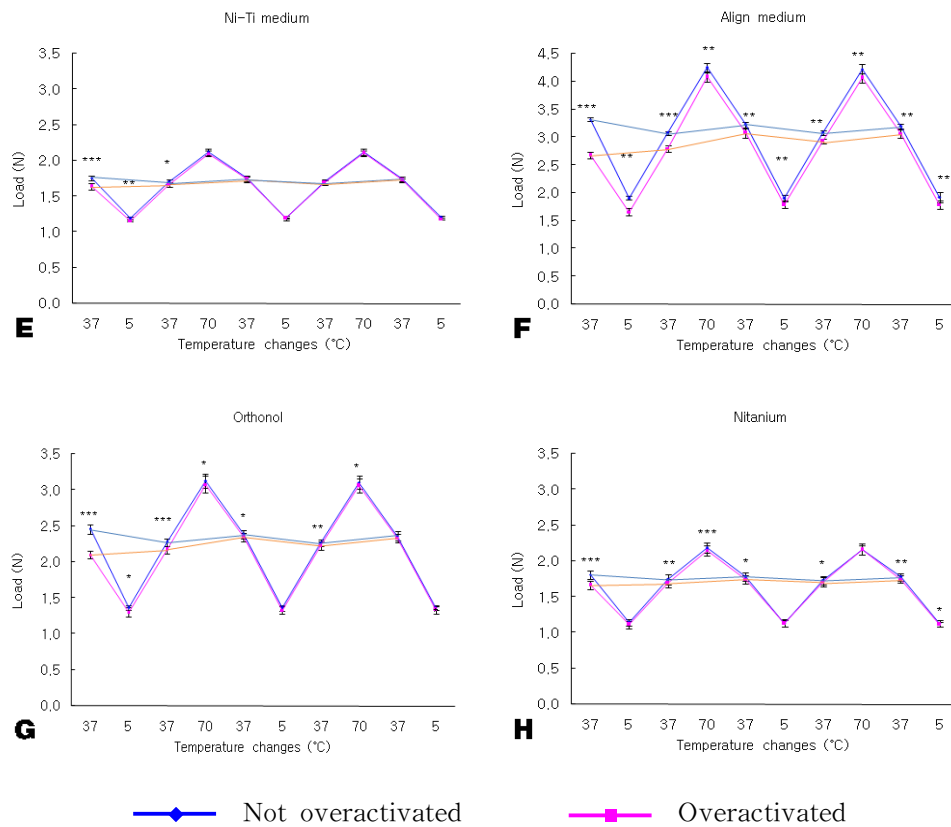 Ni-Ti medium
***
**
*
Load (N)
3.5
3.0
2.5
2.0
1.5
1.0
0.5
0.0
37 5 37 70 37 5 37 70 37 5
Temperature changes (°C)
E
Align medium
***
**
***
**
**
**
**
**
**
**
Load (N)
4.5
4.0
3.5
3.0
2.5
2.0
1.5
1.0
0.5
0.0
37 5 37 70 37 5 37 70 37 5
Temperature changes (°C)
F
Orthonol
***
*
***
*
*
**
*
Load (N)
3.5
3.0
2.5
2.0
1.5
1.0
0.5
0.0
37 5 37 70 37 5 37 70 37 5
Temperature changes (°C)
G
Nitanium
***
**
***
*
*
**
*
Load (N)
3.5
3.0
2.5
2.0
1.5
1.0
0.5
0.0
37 5 37 70 37 5 37 70 37 5
Temperature changes (°C)
H
Not overactivated
Overactivated